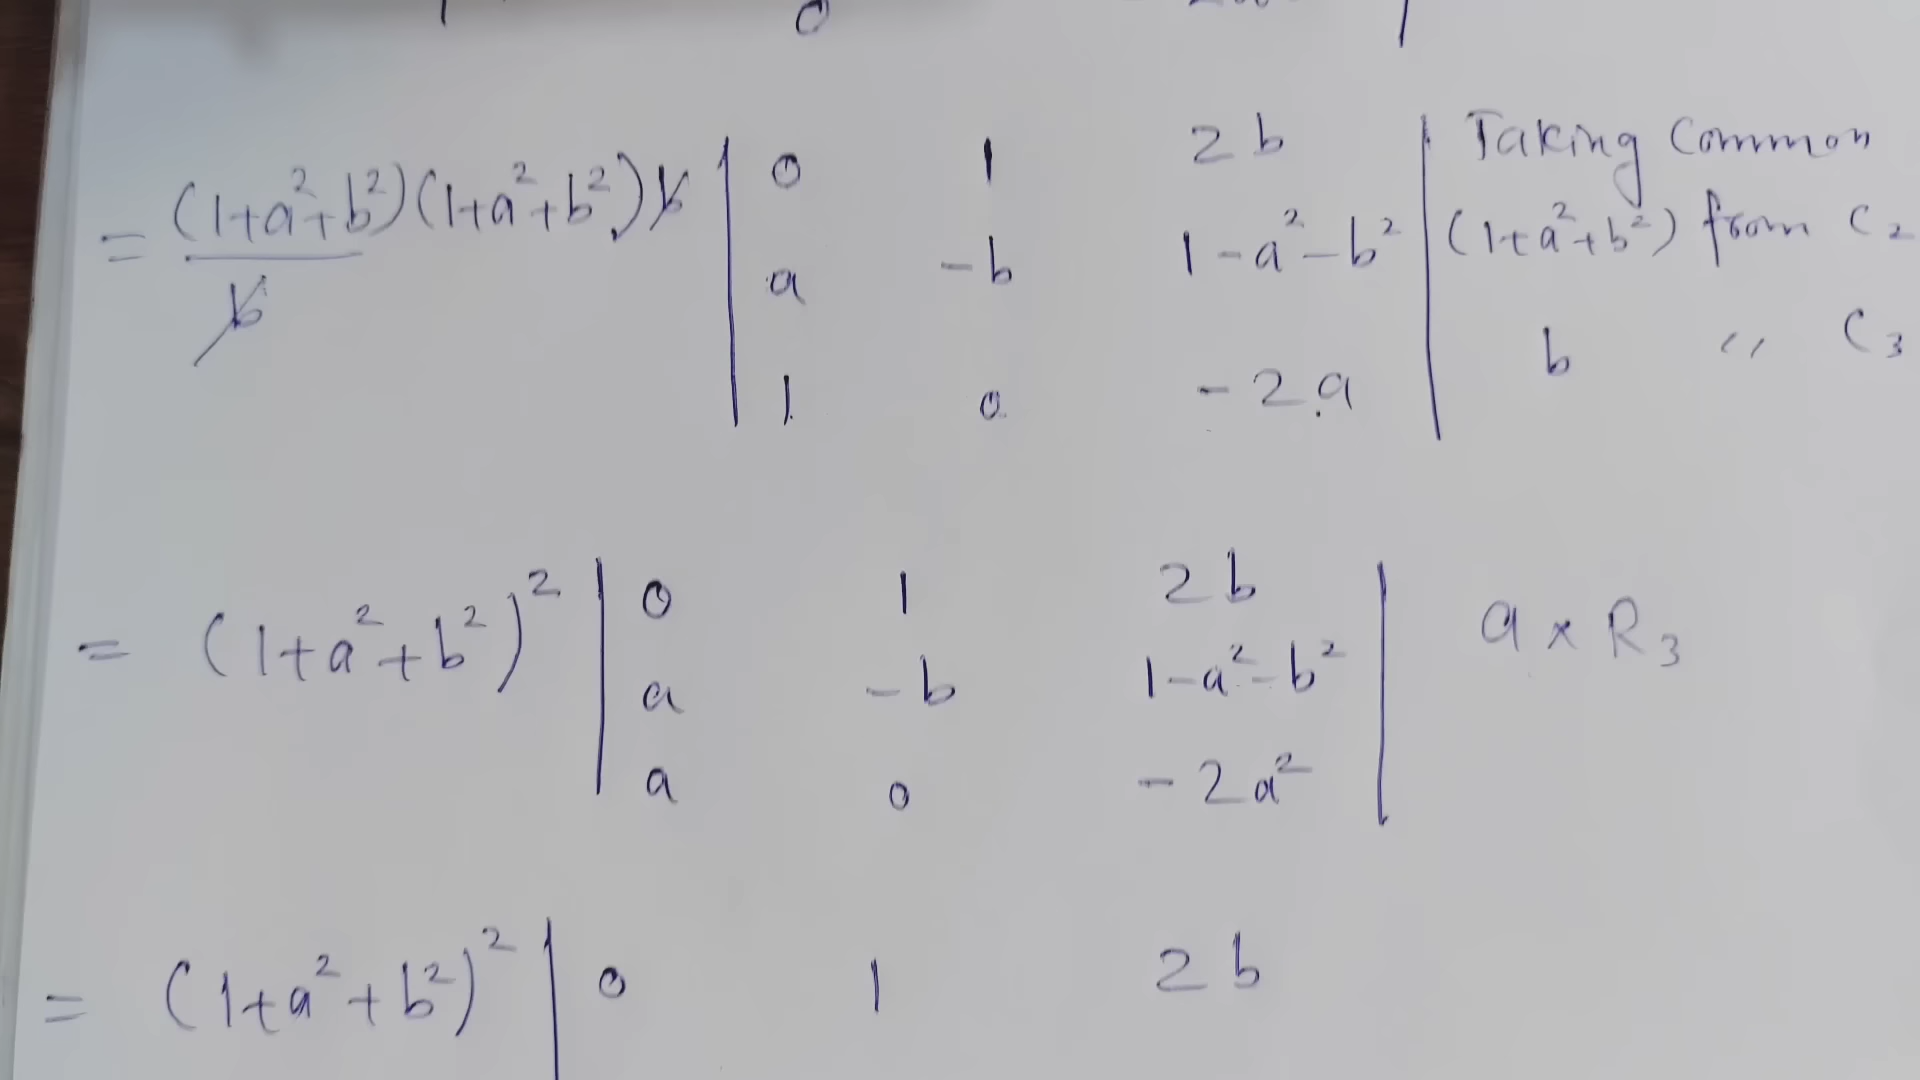 0
= (1+a²+b²)(1+a²+b²)b / b | 0 1 2b | Taking Common
| a -b 1-a²-b² | (1+a²+b²) from C₂
| 1 0 -2a | b " C₃
= (1+a²+b²)² | 0 1 2b |
| a -b 1-a²-b² | a × R₃
| a 0 -2a² |
= (1+a²+b²)² | 0 1 2b